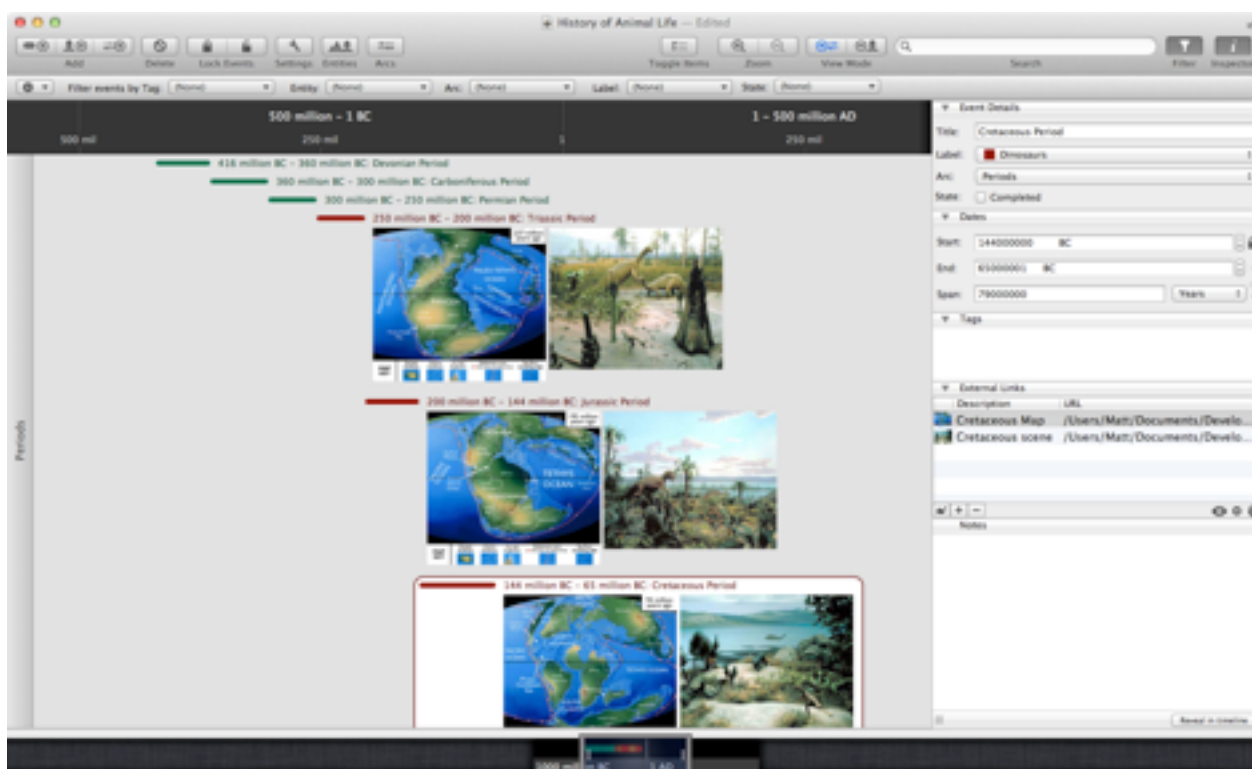 History of Animal Life — Edited
Add Delete Lock Events Settings Entities Arcs Toggle Items Zoom View Mode Search Filter Inspector
Filter events by Tag: (None) Entity: (None) Arc: (None) Label: (None) State: (None)
500 million – 1 BC 1 – 500 million AD
500 mil 250 mil 1 250 mil
416 million BC – 360 million BC: Devonian Period
360 million BC – 300 million BC: Carboniferous Period
300 million BC – 250 million BC: Permian Period
250 million BC – 200 million BC: Triassic Period
200 million BC – 144 million BC: Jurassic Period
TETHYS
OCEAN
144 million BC – 65 million BC: Cretaceous Period
Periods
Event Details
Title: Cretaceous Period
Label: Dinosaurs
Arc: Periods
State: Completed
Dates
Start: 144000000 BC
End: 65000001 BC
Span: 79000000 Years
Tags
External Links
Description URL
Cretaceous Map /Users/Matt/Documents/Develo...
Cretaceous scene /Users/Matt/Documents/Develo...
Notes
Reveal in timeline
1 AD